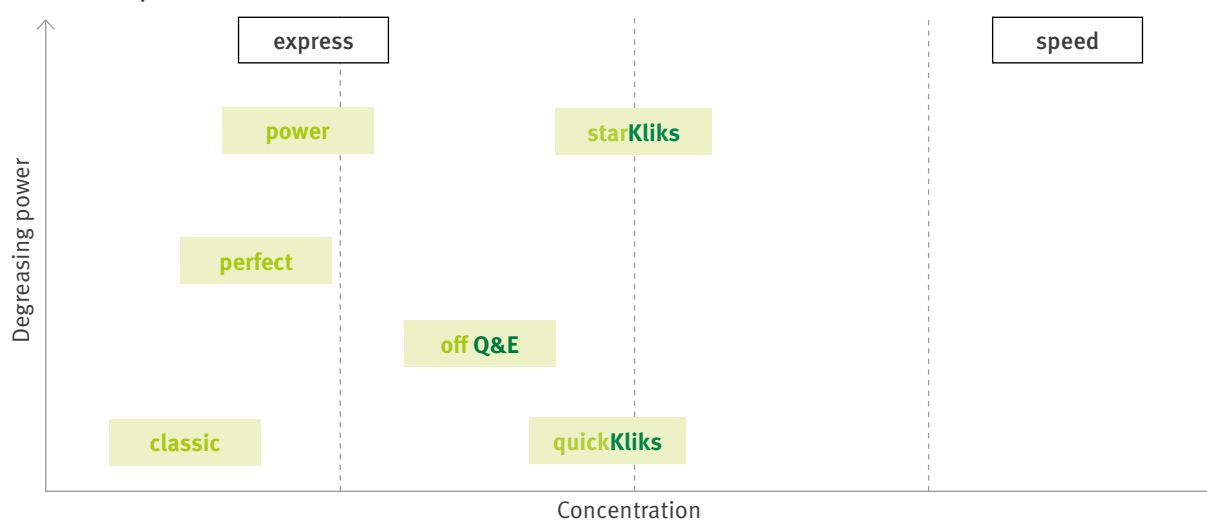 express
speed
power
starKliks
perfect
off Q&E
classic
quickKliks
Degreasing power
Concentration